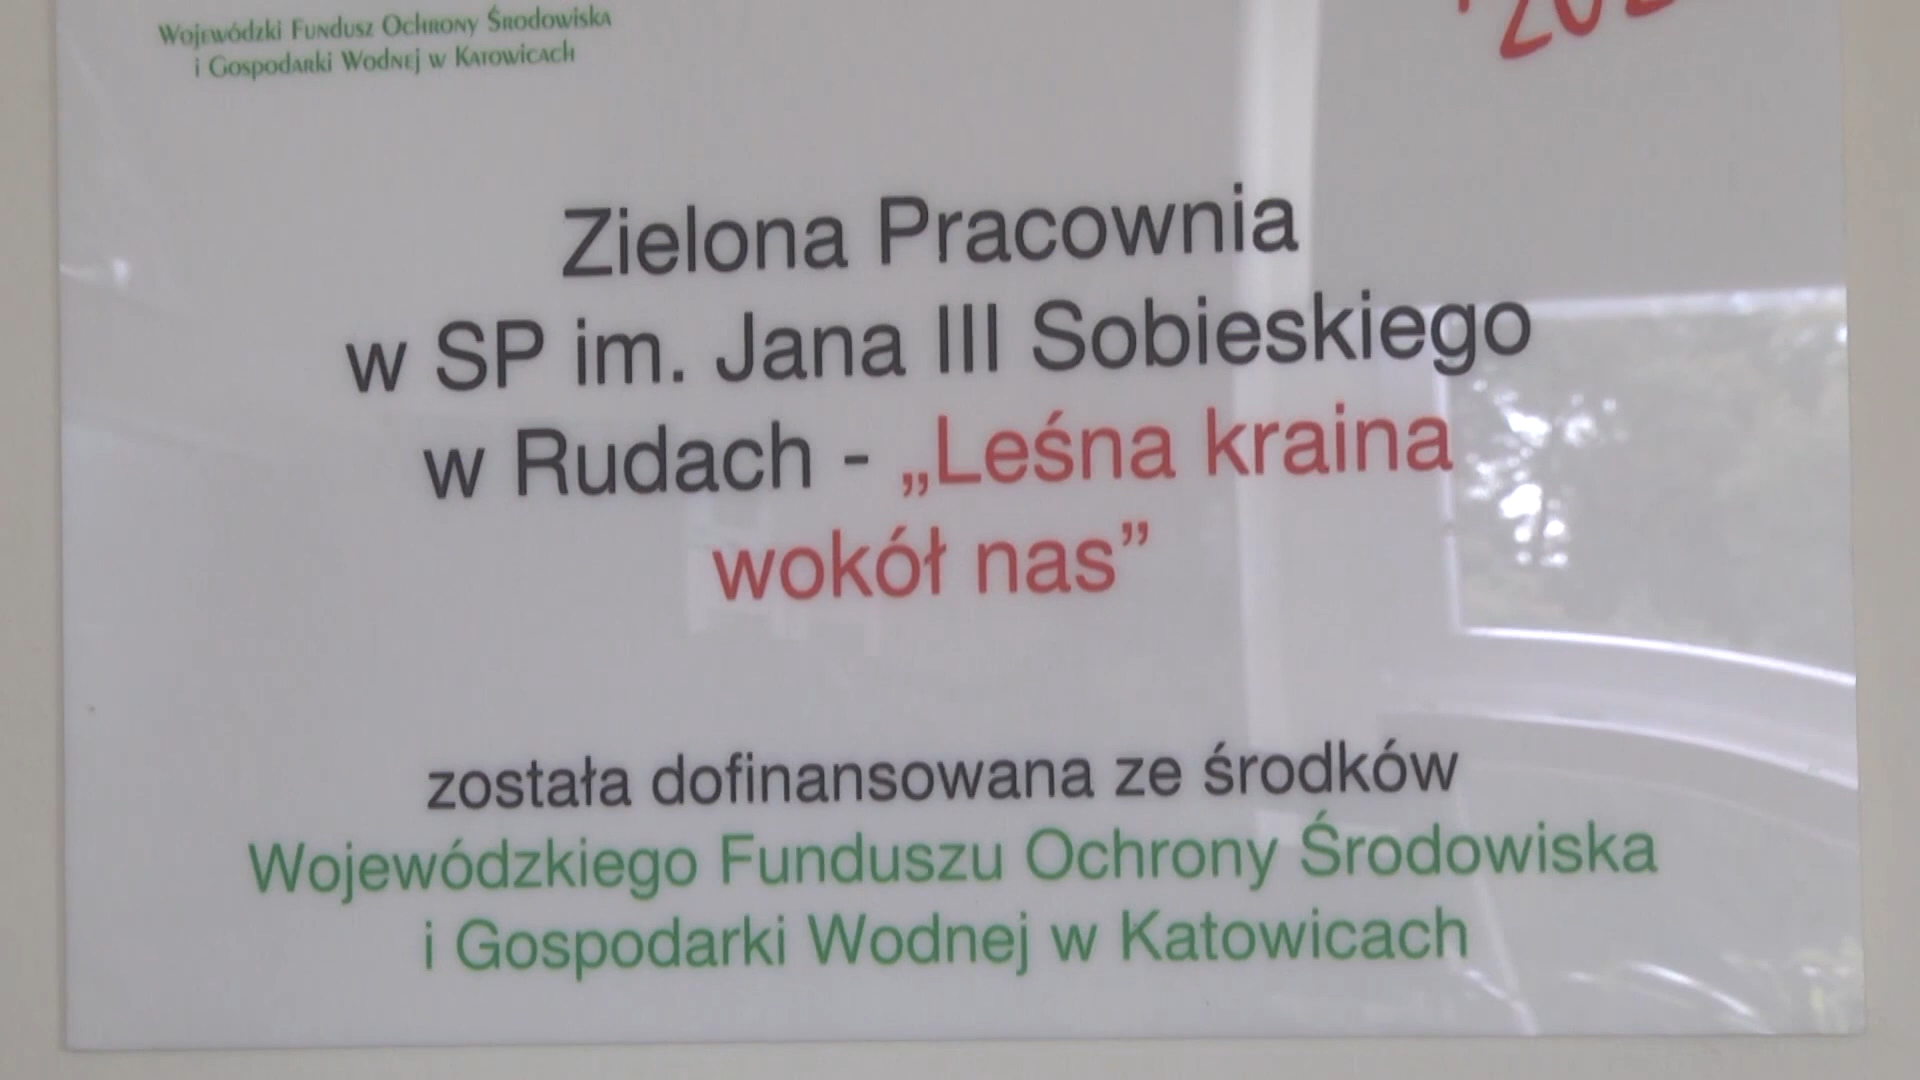 Wojewódzki Fundusz Ochrony Środowiska
i Gospodarki Wodnej w Katowicach
Zielona Pracownia
w SP im. Jana III Sobieskiego
w Rudach - „Leśna kraina
wokół nas”
została dofinansowana ze środków
Wojewódzkiego Funduszu Ochrony Środowiska
i Gospodarki Wodnej w Katowicach